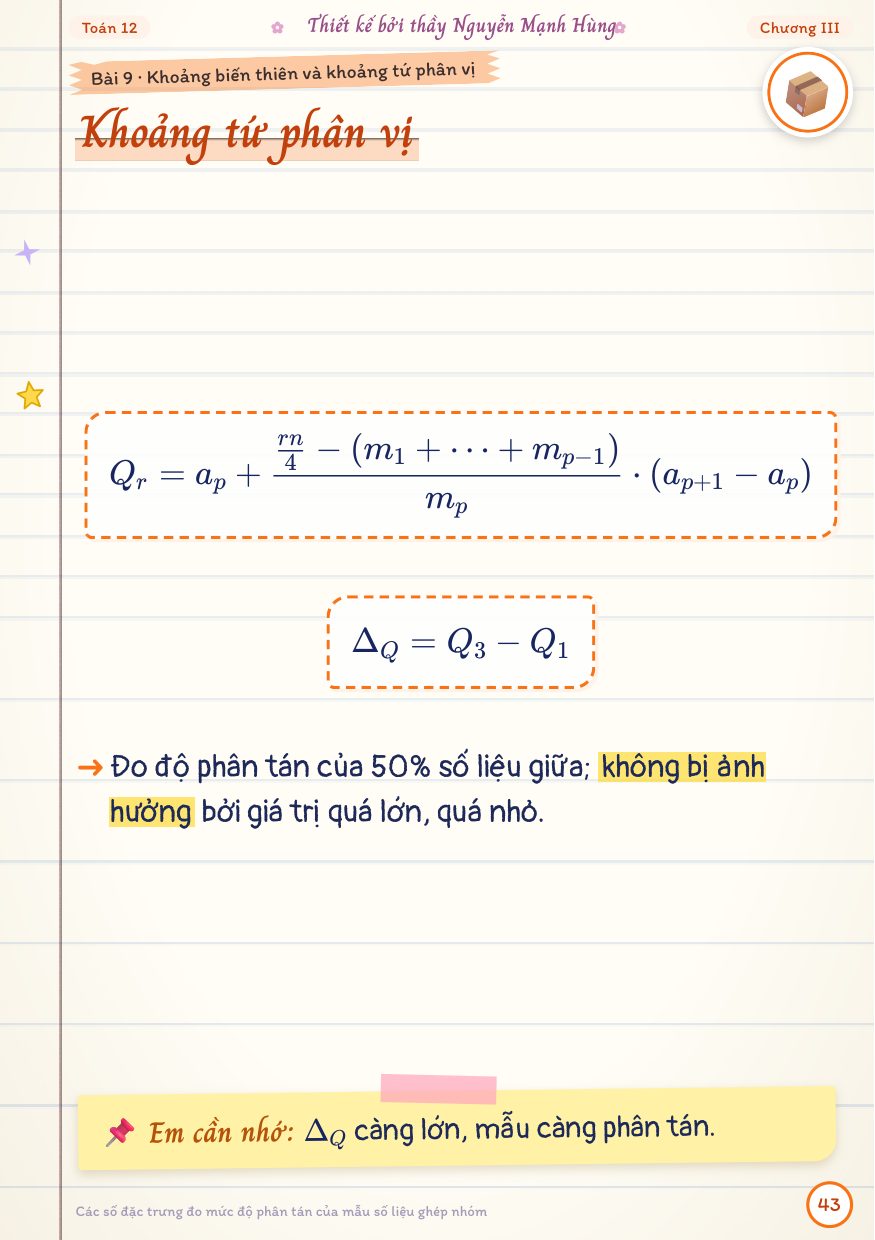 Toán 12
Thiết kế bởi thầy Nguyễn Mạnh Hùng
Chương III
Bài 9 · Khoảng biến thiên và khoảng tứ phân vị
Khoảng tứ phân vị
Q_r = a_p + \frac{\frac{rn}{4} - (m_1 + \cdots + m_{p-1})}{m_p} \cdot (a_{p+1} - a_p)
Δ_Q = Q_3 − Q_1
→ Đo độ phân tán của 50% số liệu giữa; không bị ảnh
hưởng bởi giá trị quá lớn, quá nhỏ.
Em cần nhớ: Δ_Q càng lớn, mẫu càng phân tán.
Các số đặc trưng đo mức độ phân tán của mẫu số liệu ghép nhóm
43